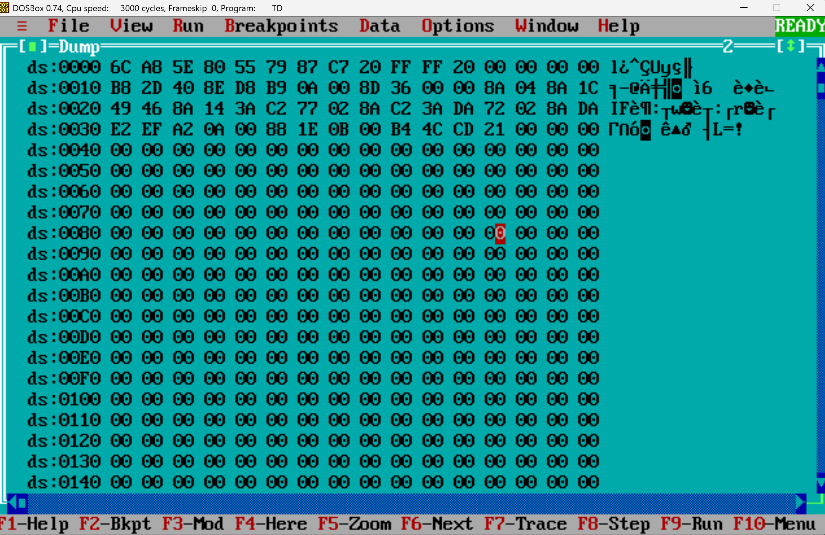 DOSBox 0.74, Cpu speed: 3000 cycles, Frameskip 0, Program: TD
≡ File View Run Breakpoints Data Options Window Help READY
[■]=Dump 2=[↕]
ds:0000 6C A8 5E 80 55 79 87 C7 20 FF FF 20 00 00 00 00 l¿^ÇUyç╟
ds:0010 B8 2D 40 8E D8 B9 0A 00 8D 36 00 00 8A 04 8A 1C ╕-@Ä╪╣◙ ì6 è♦è∟
ds:0020 49 46 8A 14 3A C2 77 02 8A C2 3A DA 72 02 8A DA IFè¶:┬w☻è┬:┌r☻è┌
ds:0030 E2 EF A2 0A 00 88 1E 0B 00 B4 4C CD 21 00 00 00 Γ∩ó◙ ê▲♂ ┤L=!
ds:0040 00 00 00 00 00 00 00 00 00 00 00 00 00 00 00 00
ds:0050 00 00 00 00 00 00 00 00 00 00 00 00 00 00 00 00
ds:0060 00 00 00 00 00 00 00 00 00 00 00 00 00 00 00 00
ds:0070 00 00 00 00 00 00 00 00 00 00 00 00 00 00 00 00
ds:0080 00 00 00 00 00 00 00 00 00 00 00 00 00 00 00 00
ds:0090 00 00 00 00 00 00 00 00 00 00 00 00 00 00 00 00
ds:00A0 00 00 00 00 00 00 00 00 00 00 00 00 00 00 00 00
ds:00B0 00 00 00 00 00 00 00 00 00 00 00 00 00 00 00 00
ds:00C0 00 00 00 00 00 00 00 00 00 00 00 00 00 00 00 00
ds:00D0 00 00 00 00 00 00 00 00 00 00 00 00 00 00 00 00
ds:00E0 00 00 00 00 00 00 00 00 00 00 00 00 00 00 00 00
ds:00F0 00 00 00 00 00 00 00 00 00 00 00 00 00 00 00 00
ds:0100 00 00 00 00 00 00 00 00 00 00 00 00 00 00 00 00
ds:0110 00 00 00 00 00 00 00 00 00 00 00 00 00 00 00 00
ds:0120 00 00 00 00 00 00 00 00 00 00 00 00 00 00 00 00
ds:0130 00 00 00 00 00 00 00 00 00 00 00 00 00 00 00 00
ds:0140 00 00 00 00 00 00 00 00 00 00 00 00 00 00 00 00
F1-Help F2-Bkpt F3-Mod F4-Here F5-Zoom F6-Next F7-Trace F8-Step F9-Run F10-Menu